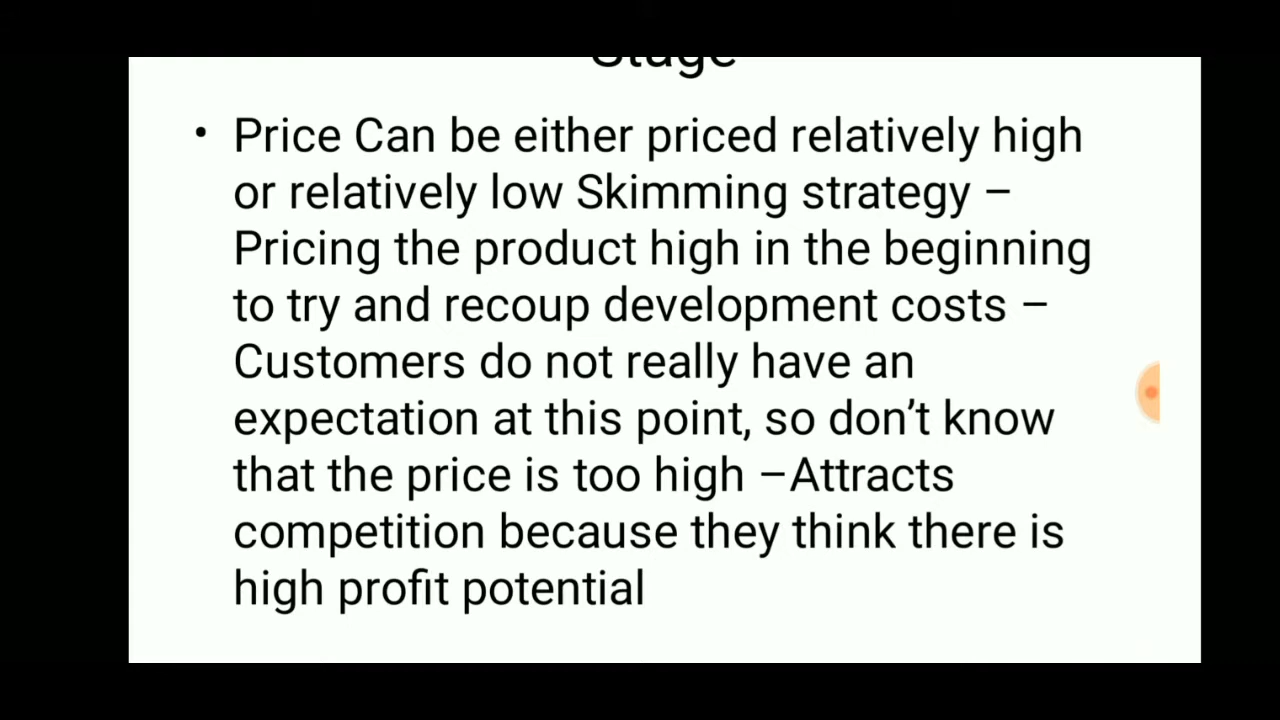 Stage
• Price Can be either priced relatively high
or relatively low Skimming strategy –
Pricing the product high in the beginning
to try and recoup development costs –
Customers do not really have an
expectation at this point, so don’t know
that the price is too high –Attracts
competition because they think there is
high profit potential